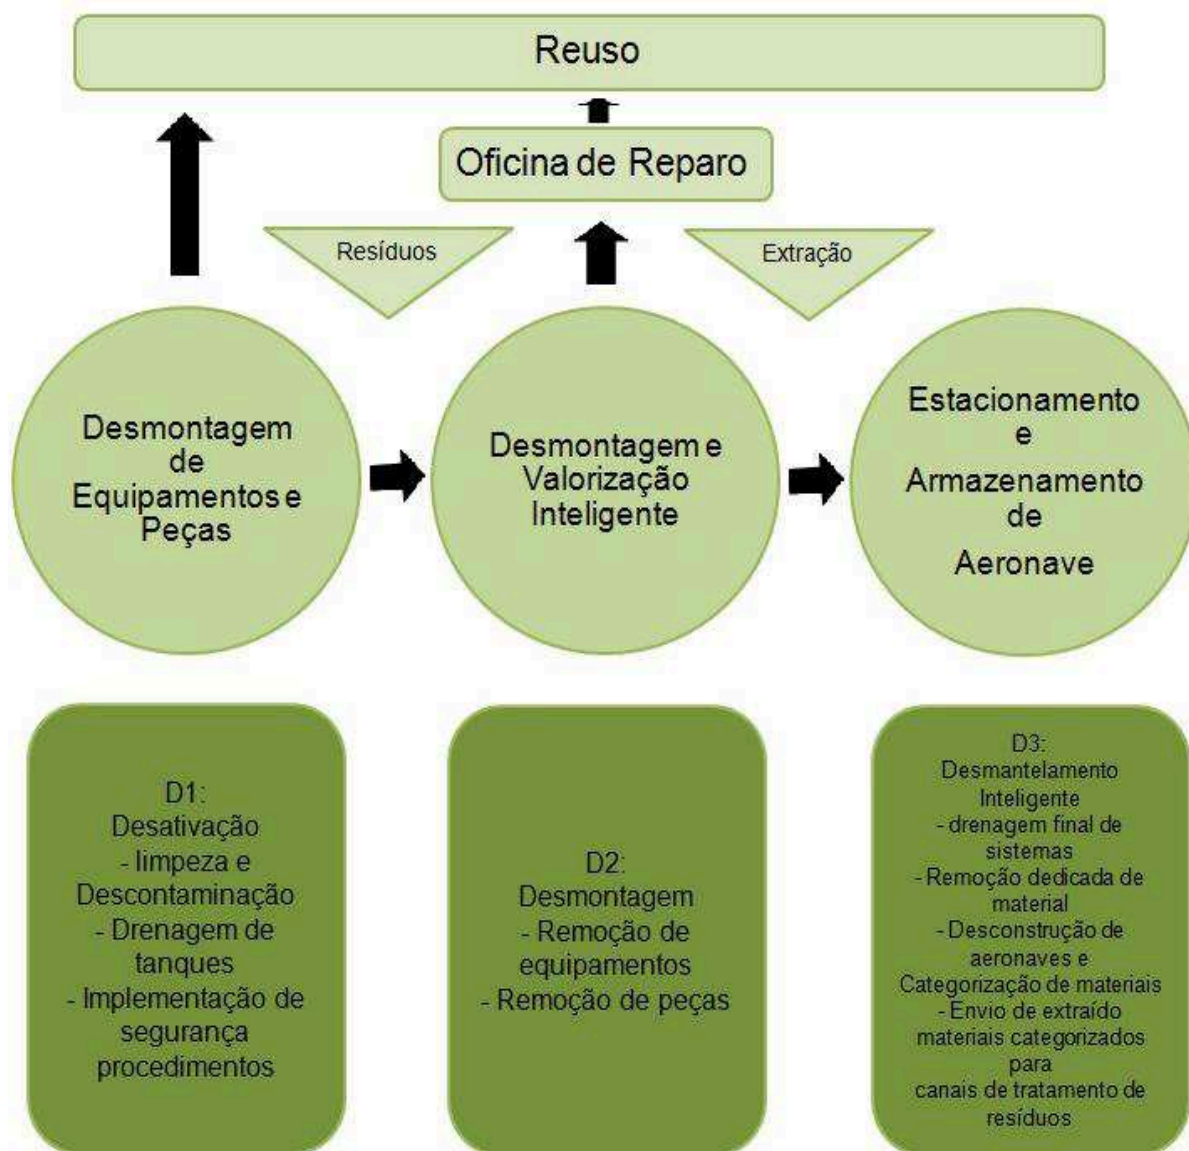 Reuso
Oficina de Reparo
Resíduos
Extração
Desmontagem
de
Equipamentos e
Peças
Desmontagem e
Valorização
Inteligente
Estacionamento
e
Armazenamento
de
Aeronave
D1:
Desativação
- limpeza e
Descontaminação
- Drenagem de
tanques
- Implementação de
segurança
procedimentos
D2:
Desmontagem
- Remoção de
equipamentos
- Remoção de peças
D3:
Desmantelamento
Inteligente
- drenagem final de
sistemas
- Remoção dedicada de
material
- Desconstrução de
aeronaves e
Categorização de materiais
- Envio de extraído
materiais categorizados
para
canais de tratamento de
resíduos